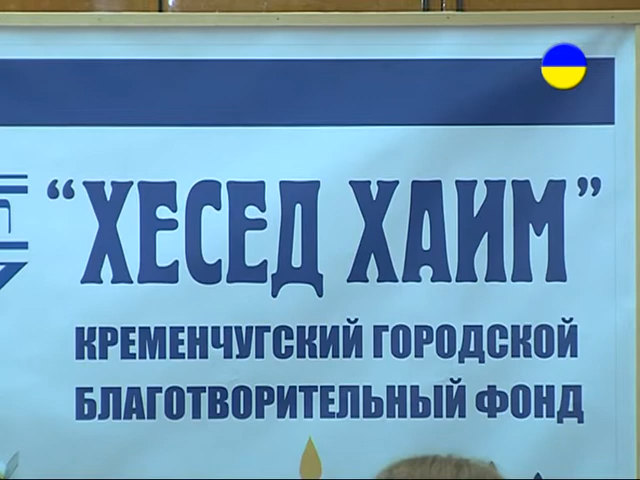 “ХЕСЕД ХАИМ”
КРЕМЕНЧУГСКИЙ ГОРОДСКОЙ
БЛАГОТВОРИТЕЛЬНЫЙ ФОНД